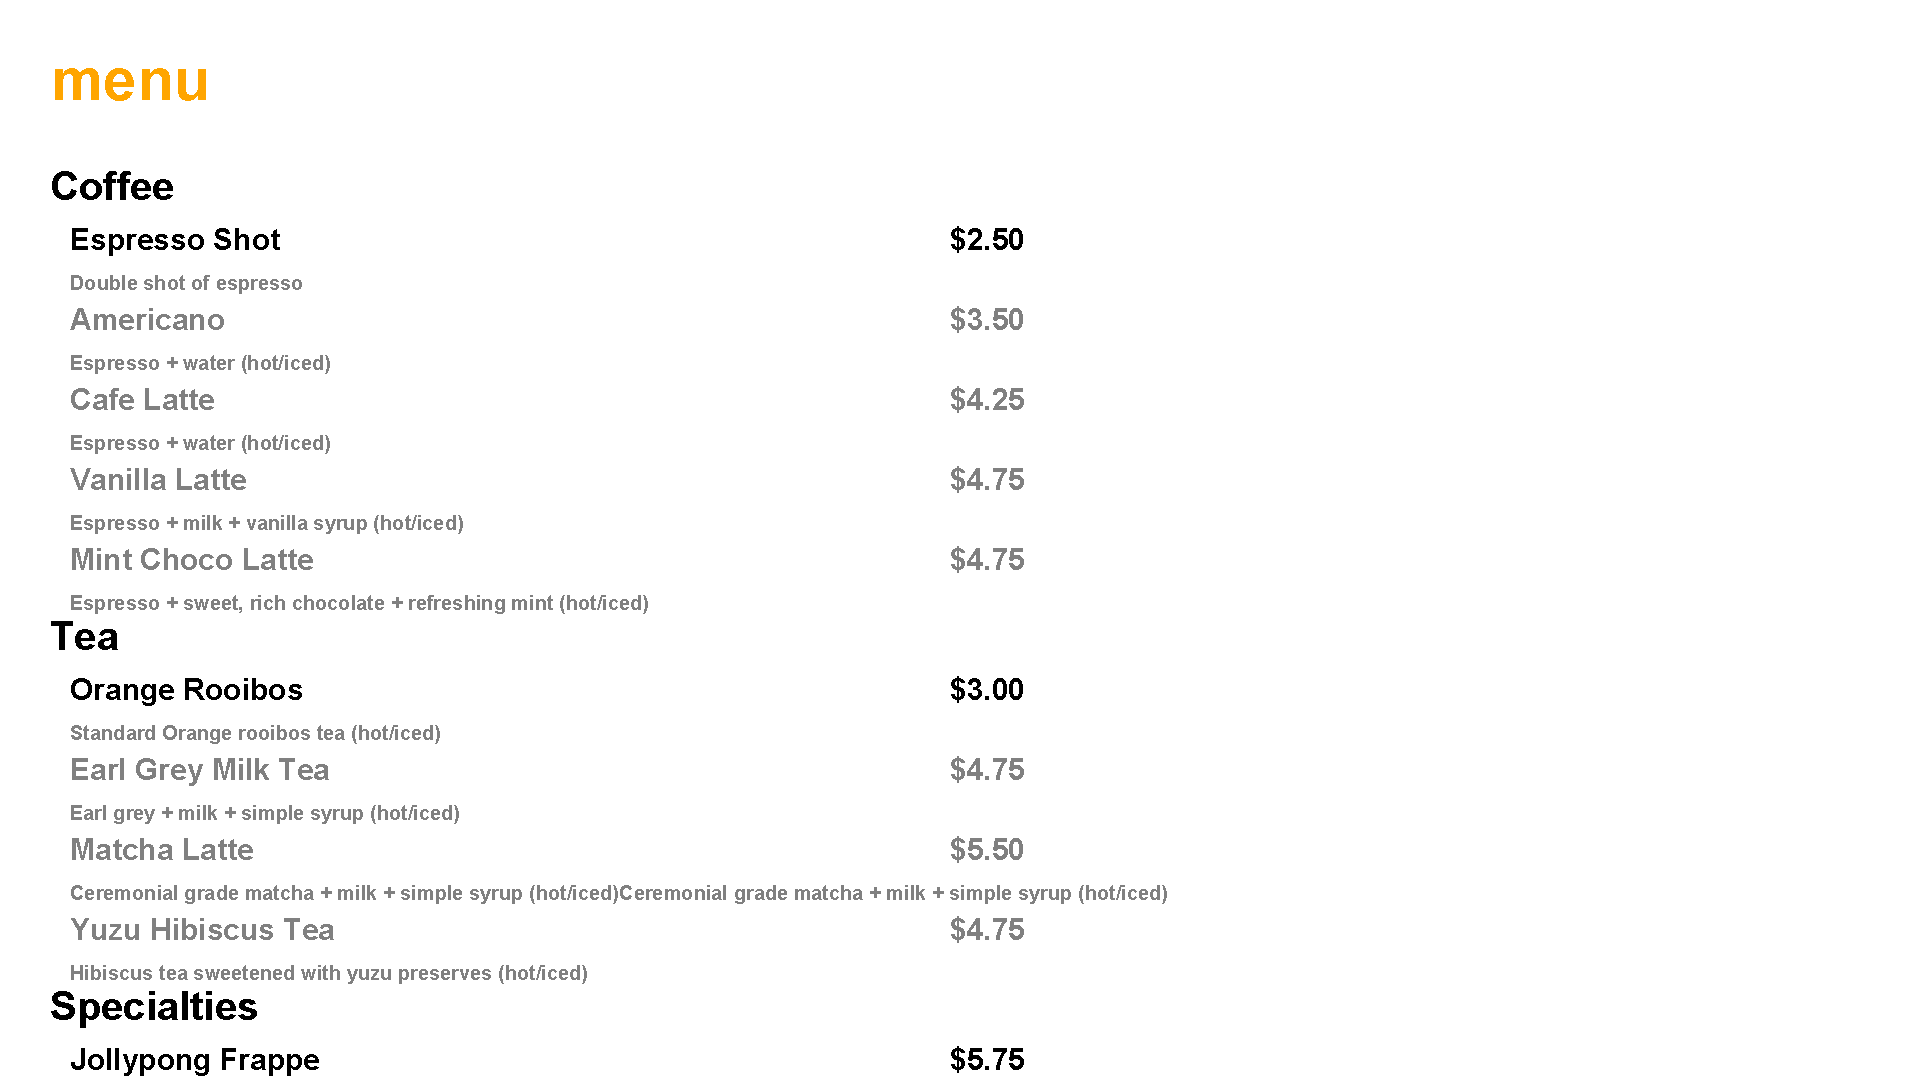 menu
Coffee
Espresso Shot $2.50
Double shot of espresso
Americano $3.50
Espresso + water (hot/iced)
Cafe Latte $4.25
Espresso + water (hot/iced)
Vanilla Latte $4.75
Espresso + milk + vanilla syrup (hot/iced)
Mint Choco Latte $4.75
Espresso + sweet, rich chocolate + refreshing mint (hot/iced)
Tea
Orange Rooibos $3.00
Standard Orange rooibos tea (hot/iced)
Earl Grey Milk Tea $4.75
Earl grey + milk + simple syrup (hot/iced)
Matcha Latte $5.50
Ceremonial grade matcha + milk + simple syrup (hot/iced)Ceremonial grade matcha + milk + simple syrup (hot/iced)
Yuzu Hibiscus Tea $4.75
Hibiscus tea sweetened with yuzu preserves (hot/iced)
Specialties
Jollypong Frappe $5.75